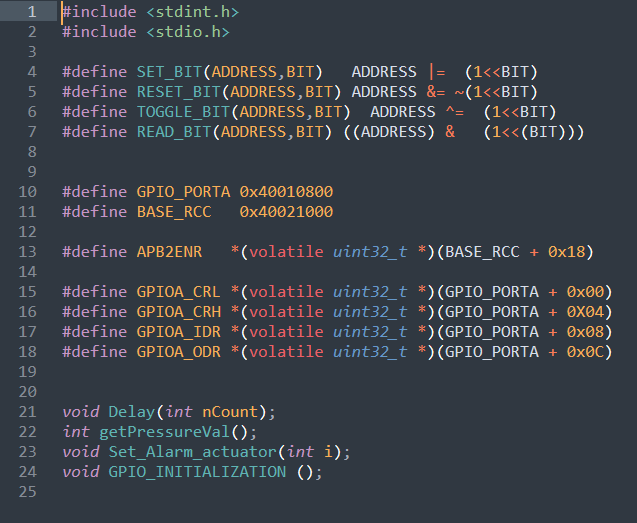 1 #include <stdint.h>
2 #include <stdio.h>
3
4 #define SET_BIT(ADDRESS,BIT)   ADDRESS |=  (1<<BIT)
5 #define RESET_BIT(ADDRESS,BIT) ADDRESS &= ~(1<<BIT)
6 #define TOGGLE_BIT(ADDRESS,BIT)  ADDRESS ^=  (1<<BIT)
7 #define READ_BIT(ADDRESS,BIT) ((ADDRESS) &   (1<<(BIT)))
8
9
10 #define GPIO_PORTA 0x40010800
11 #define BASE_RCC   0x40021000
12
13 #define APB2ENR   *(volatile uint32_t *)(BASE_RCC + 0x18)
14
15 #define GPIOA_CRL *(volatile uint32_t *)(GPIO_PORTA + 0x00)
16 #define GPIOA_CRH *(volatile uint32_t *)(GPIO_PORTA + 0X04)
17 #define GPIOA_IDR *(volatile uint32_t *)(GPIO_PORTA + 0x08)
18 #define GPIOA_ODR *(volatile uint32_t *)(GPIO_PORTA + 0x0C)
19
20
21 void Delay(int nCount);
22 int getPressureVal();
23 void Set_Alarm_actuator(int i);
24 void GPIO_INITIALIZATION ();
25